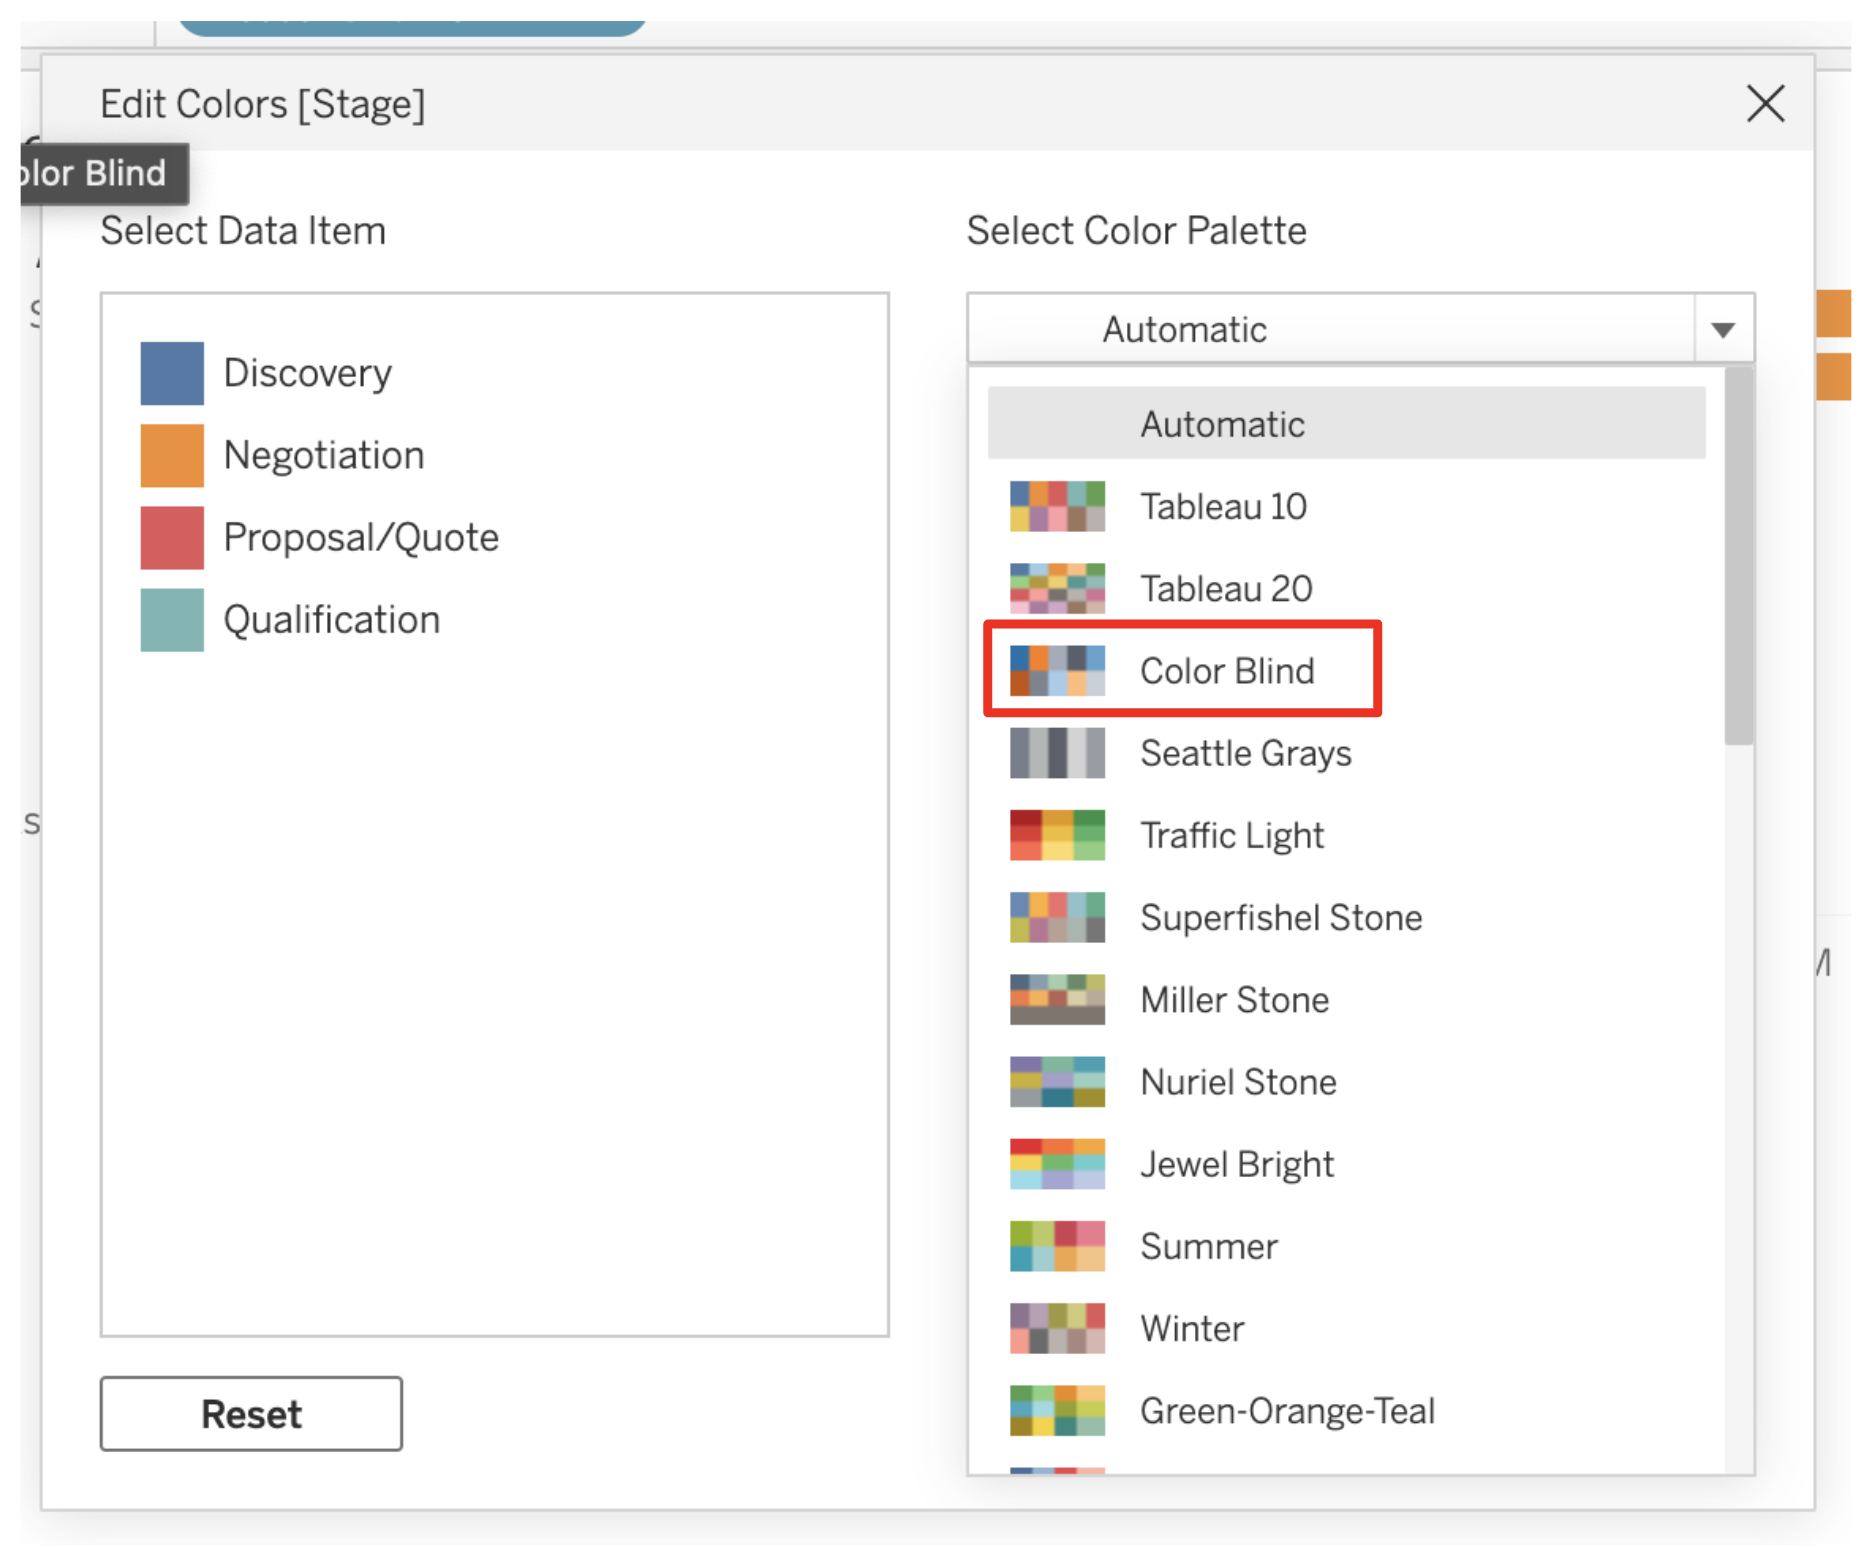 Edit Colors [Stage]
olor Blind
Select Data Item
Select Color Palette
Automatic
Discovery
Negotiation
Proposal/Quote
Qualification
Automatic
Tableau 10
Tableau 20
Color Blind
Seattle Grays
Traffic Light
Superfishel Stone
Miller Stone
Nuriel Stone
Jewel Bright
Summer
Winter
Green-Orange-Teal
Reset